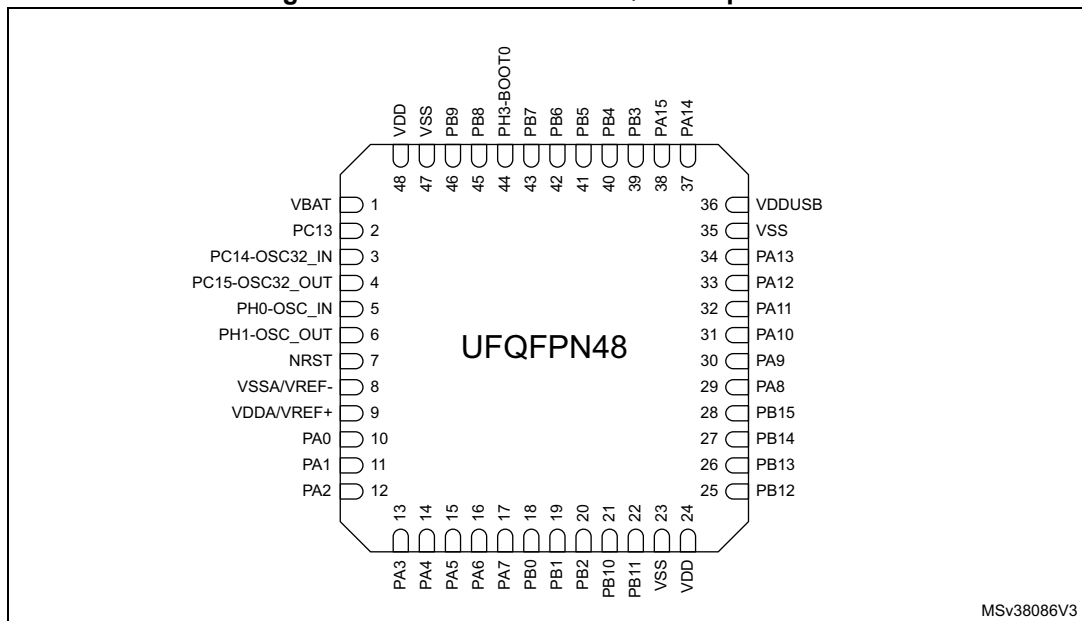 VDD
VSS
PB9
PB8
PH3-BOOT0
PB7
PB6
PB5
PB4
PB3
PA15
PA14
48
47
46
45
44
43
42
41
40
39
38
37
VBAT 1
PC13 2
PC14-OSC32_IN 3
PC15-OSC32_OUT 4
PH0-OSC_IN 5
PH1-OSC_OUT 6
NRST 7
VSSA/VREF- 8
VDDA/VREF+ 9
PA0 10
PA1 11
PA2 12
UFQFPN48
36 VDDUSB
35 VSS
34 PA13
33 PA12
32 PA11
31 PA10
30 PA9
29 PA8
28 PB15
27 PB14
26 PB13
25 PB12
13
14
15
16
17
18
19
20
21
22
23
24
PA3
PA4
PA5
PA6
PA7
PB0
PB1
PB2
PB10
PB11
VSS
VDD
MSv38086V3